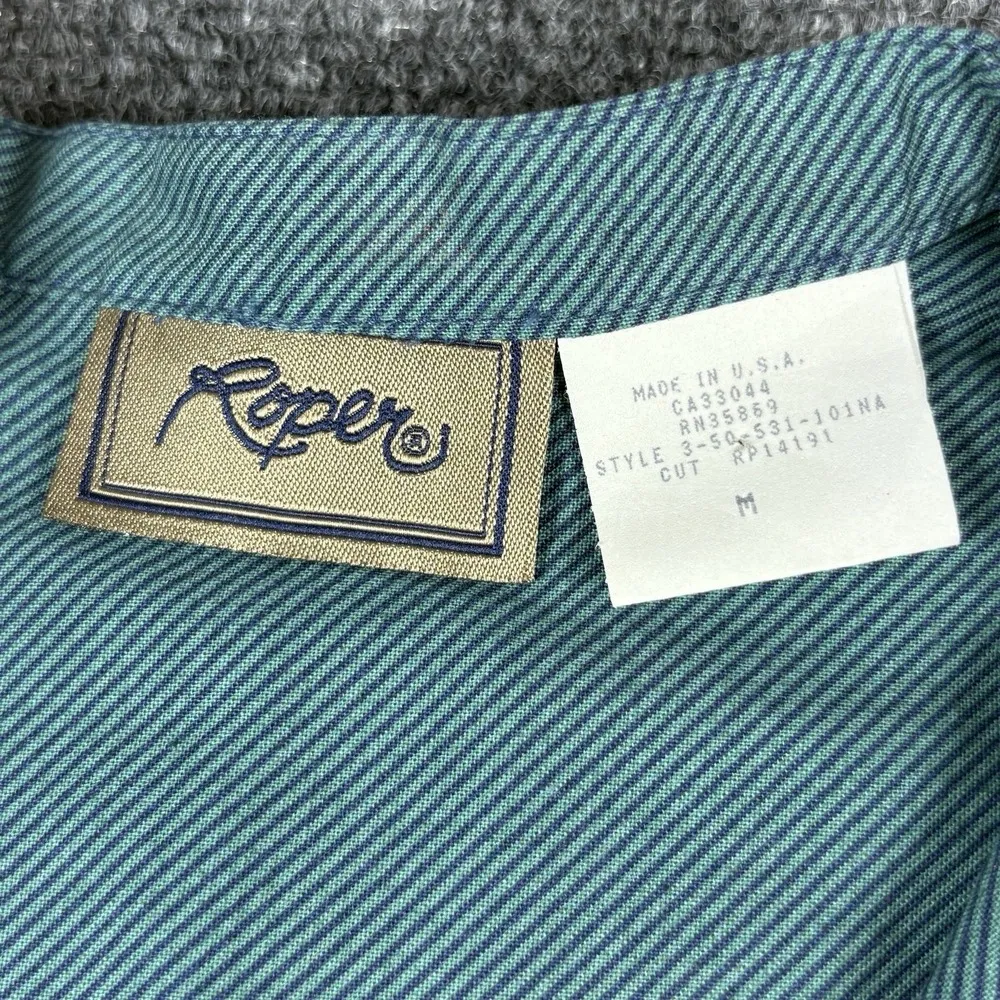 Roper®
MADE IN U.S.A.
CA33044
RN35869
STYLE 3-50-531-101NA
CUT RP14191
M